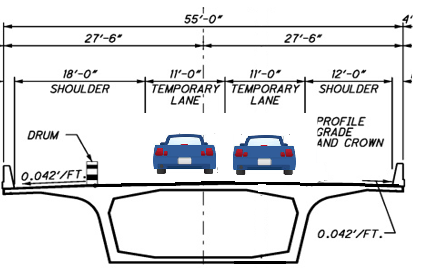 55'-0" 4'
27'-6" 27'-6"
18'-0" 11'-0" 11'-0" 12'-0"
SHOULDER TEMPORARY TEMPORARY SHOULDER
LANE LANE
PROFILE
GRADE
AND CROWN
DRUM
0.042'/FT.
0.042'/FT.